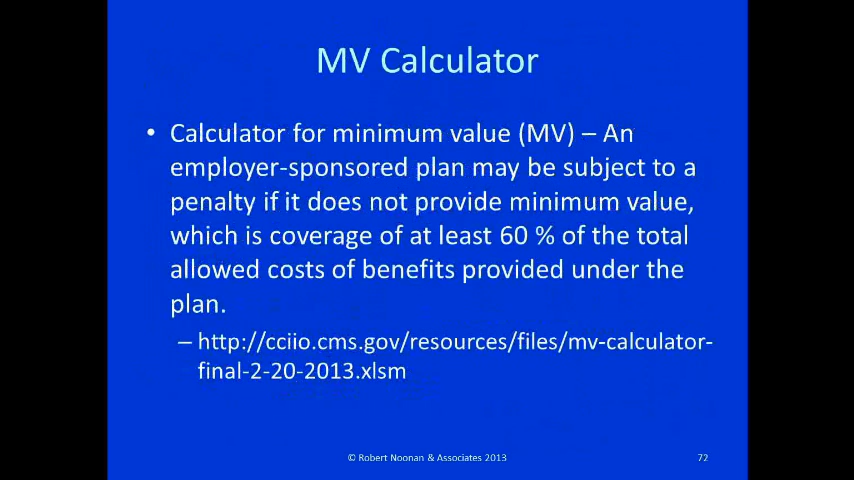 MV Calculator
• Calculator for minimum value (MV) – An
employer-sponsored plan may be subject to a
penalty if it does not provide minimum value,
which is coverage of at least 60 % of the total
allowed costs of benefits provided under the
plan.
– http://cciio.cms.gov/resources/files/mv-calculator-
final-2-20-2013.xlsm
© Robert Noonan & Associates 2013
72